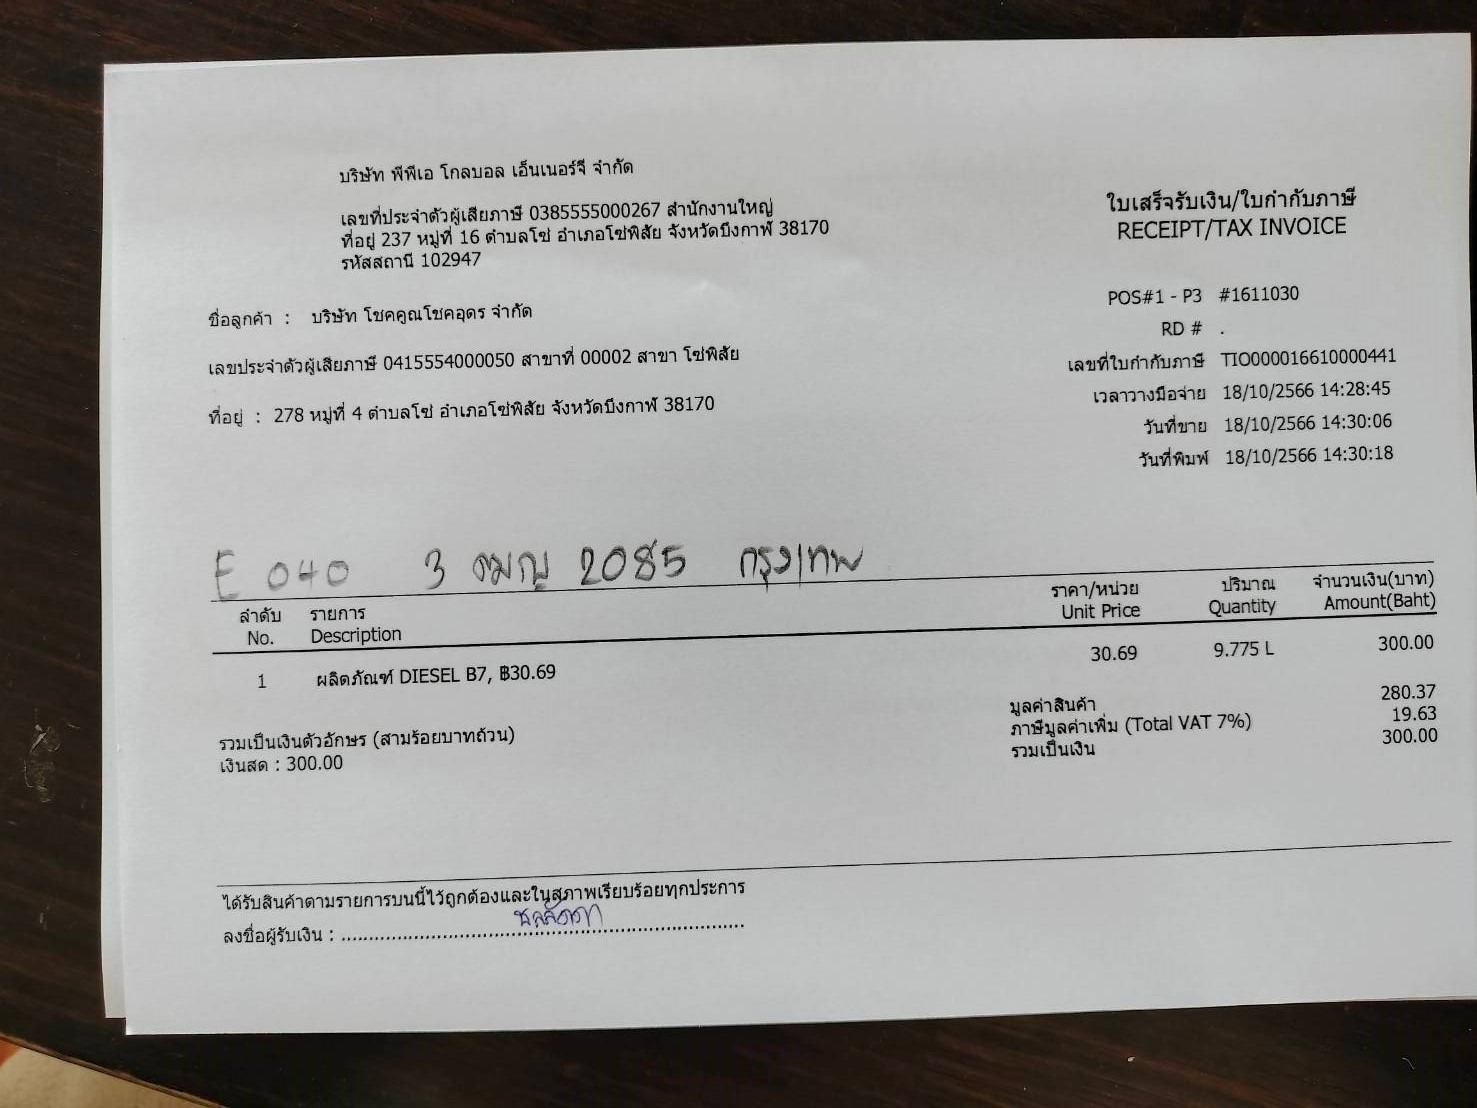 บริษัท พีพีเอ โกลบอล เอ็นเนอร์จี จำกัด
เลขที่ประจำตัวผู้เสียภาษี 0385555000267 สำนักงานใหญ่
ที่อยู่ 237 หมู่ที่ 16 ตำบลโซ่ อำเภอโซ่พิสัย จังหวัดบึงกาฬ 38170
รหัสสถานี 102947
ใบเสร็จรับเงิน/ใบกำกับภาษี
RECEIPT/TAX INVOICE
ชื่อลูกค้า : บริษัท โชคคูณโชคอุดร จำกัด
เลขประจำตัวผู้เสียภาษี 0415554000050 สาขาที่ 00002 สาขา โซ่พิสัย
ที่อยู่ : 278 หมู่ที่ 4 ตำบลโซ่ อำเภอโซ่พิสัย จังหวัดบึงกาฬ 38170
POS#1 - P3 #1611030
RD # .
เลขที่ใบกำกับภาษี TIO000016610000441
เวลาวางมือจ่าย 18/10/2566 14:28:45
วันที่ขาย 18/10/2566 14:30:06
วันที่พิมพ์ 18/10/2566 14:30:18
E 040 3 ฒญ 2085 กรุงเทพ
ลำดับ รายการ ราคา/หน่วย ปริมาณ จำนวนเงิน(บาท)
No. Description Unit Price Quantity Amount(Baht)
1 ผลิตภัณฑ์ DIESEL B7, ฿30.69 30.69 9.775 L 300.00
มูลค่าสินค้า 280.37
ภาษีมูลค่าเพิ่ม (Total VAT 7%) 19.63
รวมเป็นเงิน 300.00
รวมเป็นเงินตัวอักษร (สามร้อยบาทถ้วน)
เงินสด : 300.00
ได้รับสินค้าตามรายการบนนี้ไว้ถูกต้องและในสภาพเรียบร้อยทุกประการ
ลงชื่อผู้รับเงิน :